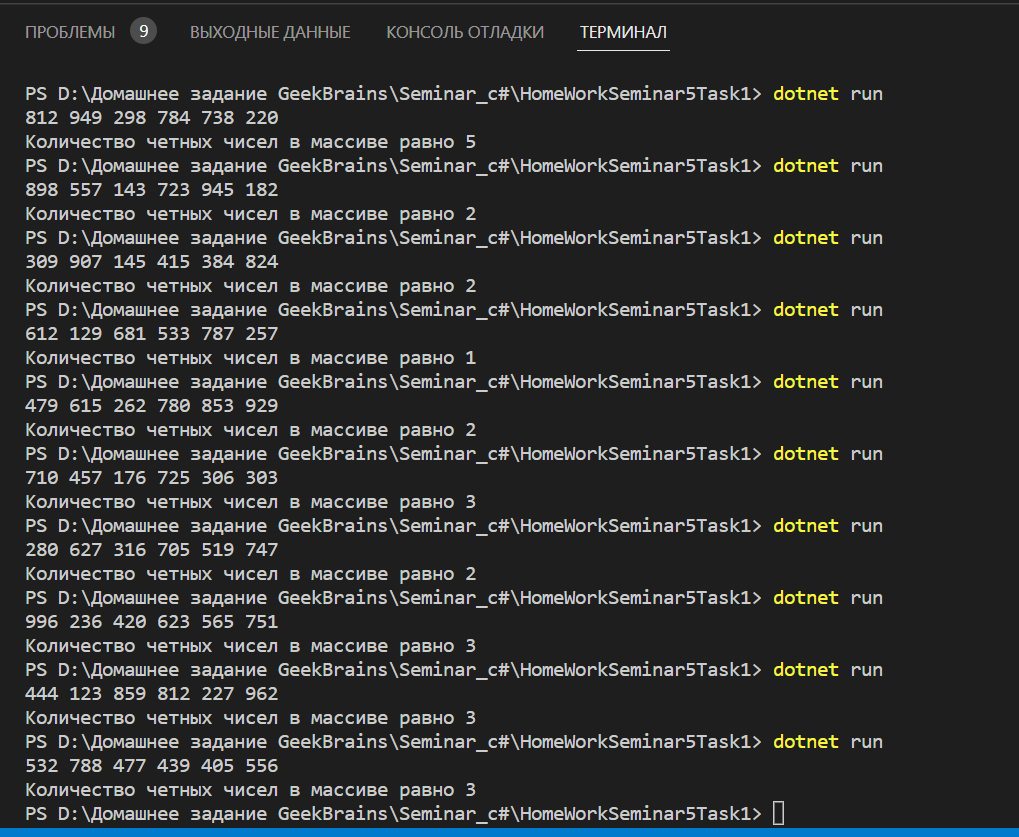 ПРОБЛЕМЫ 9 ВЫХОДНЫЕ ДАННЫЕ КОНСОЛЬ ОТЛАДКИ ТЕРМИНАЛ
PS D:\Домашнее задание GeekBrains\Seminar_c#\HomeWorkSeminar5Task1> dotnet run
812 949 298 784 738 220
Количество четных чисел в массиве равно 5
PS D:\Домашнее задание GeekBrains\Seminar_c#\HomeWorkSeminar5Task1> dotnet run
898 557 143 723 945 182
Количество четных чисел в массиве равно 2
PS D:\Домашнее задание GeekBrains\Seminar_c#\HomeWorkSeminar5Task1> dotnet run
309 907 145 415 384 824
Количество четных чисел в массиве равно 2
PS D:\Домашнее задание GeekBrains\Seminar_c#\HomeWorkSeminar5Task1> dotnet run
612 129 681 533 787 257
Количество четных чисел в массиве равно 1
PS D:\Домашнее задание GeekBrains\Seminar_c#\HomeWorkSeminar5Task1> dotnet run
479 615 262 780 853 929
Количество четных чисел в массиве равно 2
PS D:\Домашнее задание GeekBrains\Seminar_c#\HomeWorkSeminar5Task1> dotnet run
710 457 176 725 306 303
Количество четных чисел в массиве равно 3
PS D:\Домашнее задание GeekBrains\Seminar_c#\HomeWorkSeminar5Task1> dotnet run
280 627 316 705 519 747
Количество четных чисел в массиве равно 2
PS D:\Домашнее задание GeekBrains\Seminar_c#\HomeWorkSeminar5Task1> dotnet run
996 236 420 623 565 751
Количество четных чисел в массиве равно 3
PS D:\Домашнее задание GeekBrains\Seminar_c#\HomeWorkSeminar5Task1> dotnet run
444 123 859 812 227 962
Количество четных чисел в массиве равно 3
PS D:\Домашнее задание GeekBrains\Seminar_c#\HomeWorkSeminar5Task1> dotnet run
532 788 477 439 405 556
Количество четных чисел в массиве равно 3
PS D:\Домашнее задание GeekBrains\Seminar_c#\HomeWorkSeminar5Task1>